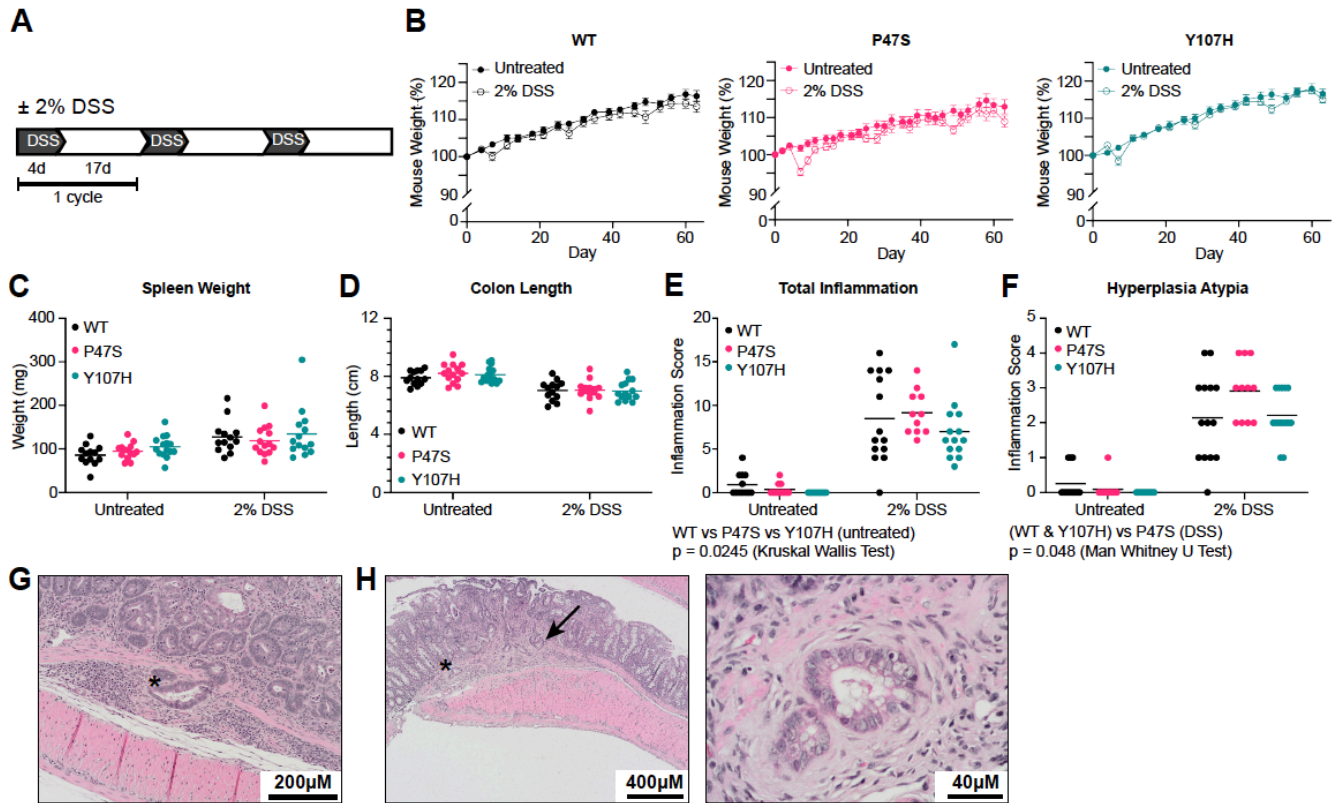 A
± 2% DSS
DSS DSS DSS
4d 17d
1 cycle
B
WT
Untreated
2% DSS
Mouse Weight (%)
110
100
90
0
0 20 40 60
Day
P47S
Untreated
2% DSS
Mouse Weight (%)
110
100
90
0
0 20 40 60
Day
Y107H
Untreated
2% DSS
Mouse Weight (%)
110
100
90
0
0 20 40 60
Day
C
Spleen Weight
WT
P47S
Y107H
Weight (mg)
400
300
200
100
0
Untreated 2% DSS
D
Colon Length
Length (cm)
12
8
4
0
WT
P47S
Y107H
Untreated 2% DSS
E
Total Inflammation
WT
P47S
Y107H
Inflammation Score
20
15
10
5
0
Untreated 2% DSS
WT vs P47S vs Y107H (untreated)
p = 0.0245 (Kruskal Wallis Test)
F
Hyperplasia Atypia
WT
P47S
Y107H
Inflammation Score
5
4
3
2
1
0
Untreated 2% DSS
(WT & Y107H) vs P47S (DSS)
p = 0.048 (Man Whitney U Test)
G
*
200µM
H
*
400µM
40µM